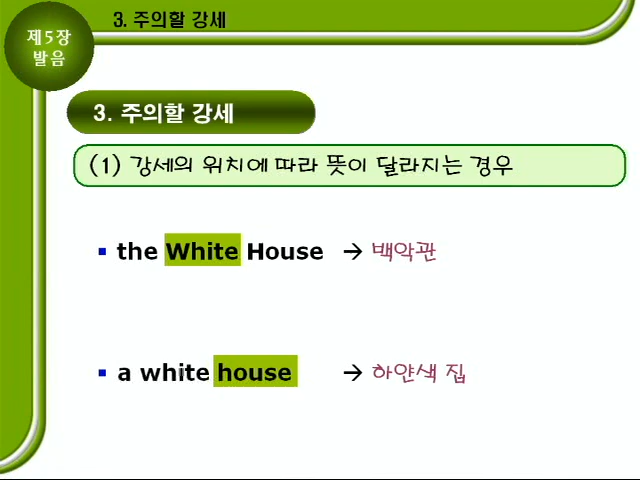 3. 주의할 강세
제5장
발음
3. 주의할 강세
(1) 강세의 위치에 따라 뜻이 달라지는 경우
▪ the White House → 백악관
▪ a white house → 하얀색 집